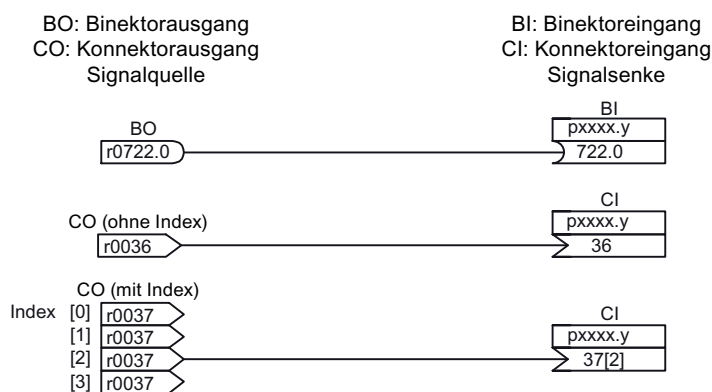 BO: Binektorausgang
CO: Konnektorausgang
Signalquelle
BI: Binektoreingang
CI: Konnektoreingang
Signalsenke
BO
r0722.0
BI
pxxxx.y
722.0
CO (ohne Index)
r0036
CI
pxxxx.y
36
CO (mit Index)
Index [0] r0037
[1] r0037
[2] r0037
[3] r0037
CI
pxxxx.y
37[2]